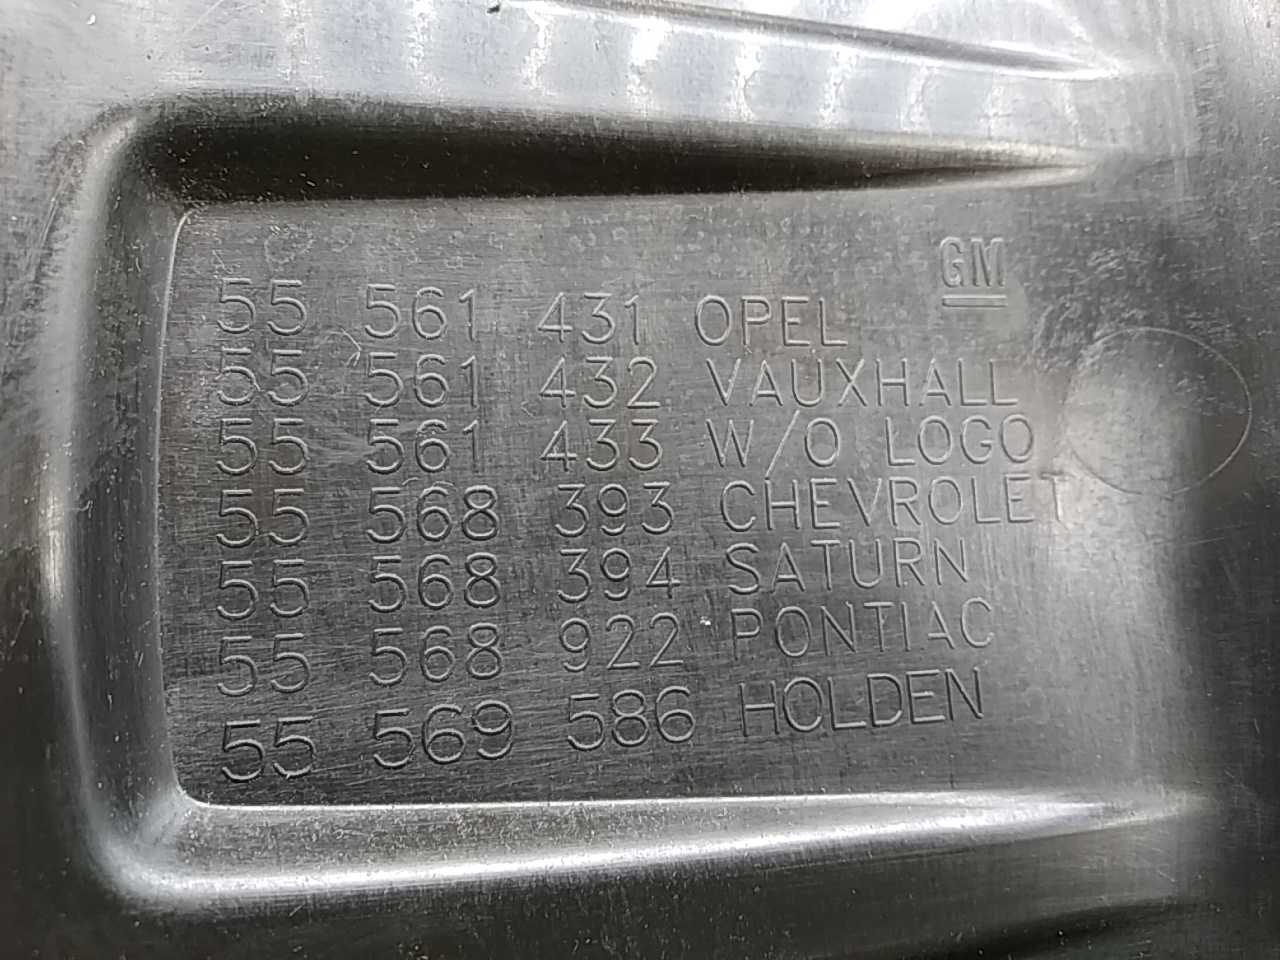 GM
55 561 431 OPEL
55 561 432 VAUXHALL
55 561 433 W/O LOGO
55 568 393 CHEVROLET
55 568 394 SATURN
55 568 922 PONTIAC
55 569 586 HOLDEN